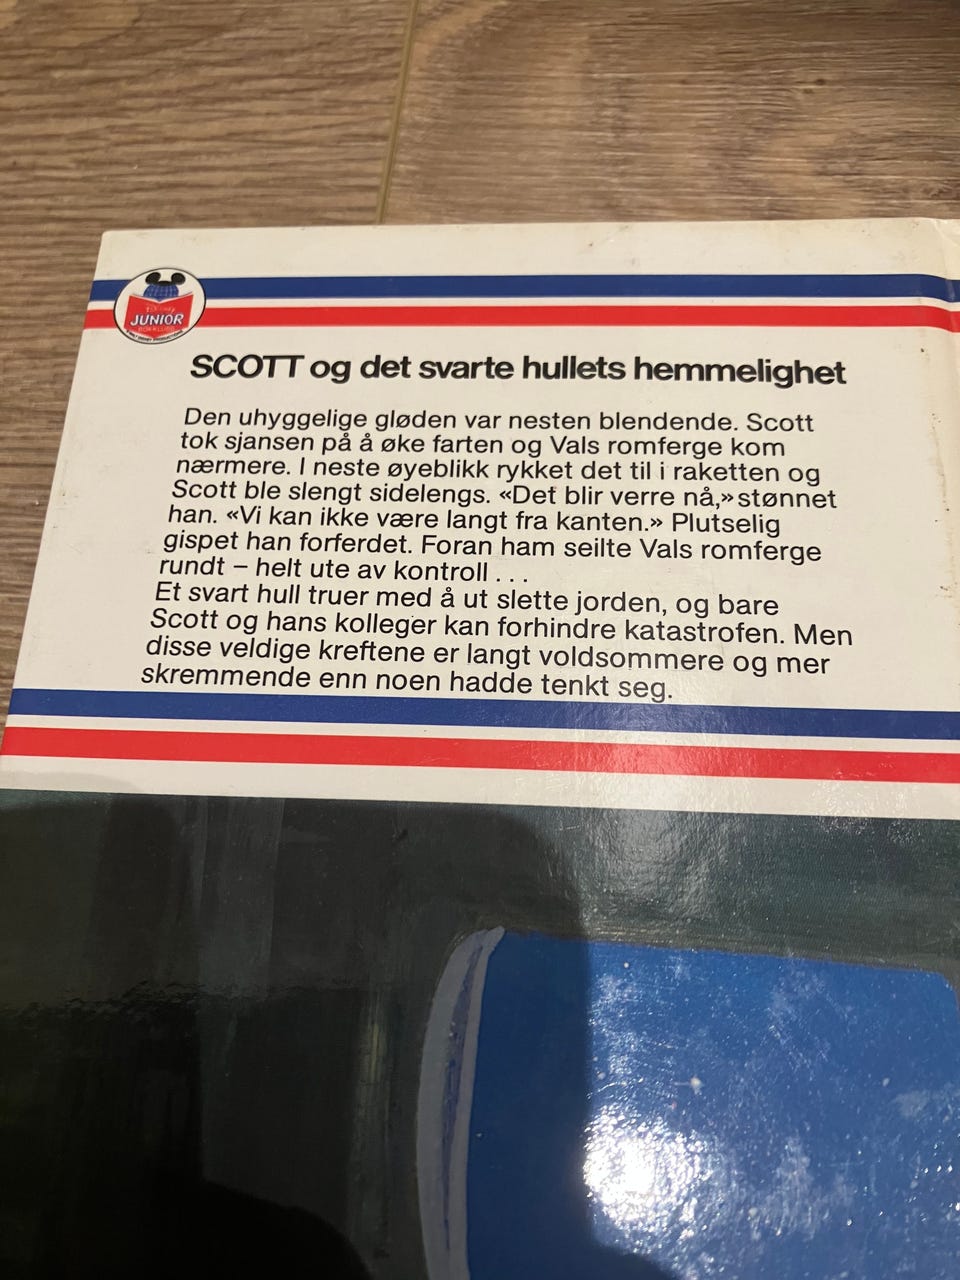 JUNIOR
SCOTT og det svarte hullets hemmelighet
Den uhyggelige gløden var nesten blendende. Scott
tok sjansen på å øke farten og Vals romferge kom
nærmere. I neste øyeblikk rykket det til i raketten og
Scott ble slengt sidelengs. «Det blir verre nå,» stønnet
han. «Vi kan ikke være langt fra kanten.» Plutselig
gispet han forferdet. Foran ham seilte Vals romferge
rundt – helt ute av kontroll . . .
Et svart hull truer med å ut slette jorden, og bare
Scott og hans kolleger kan forhindre katastrofen. Men
disse veldige kreftene er langt voldsommere og mer
skremmende enn noen hadde tenkt seg.